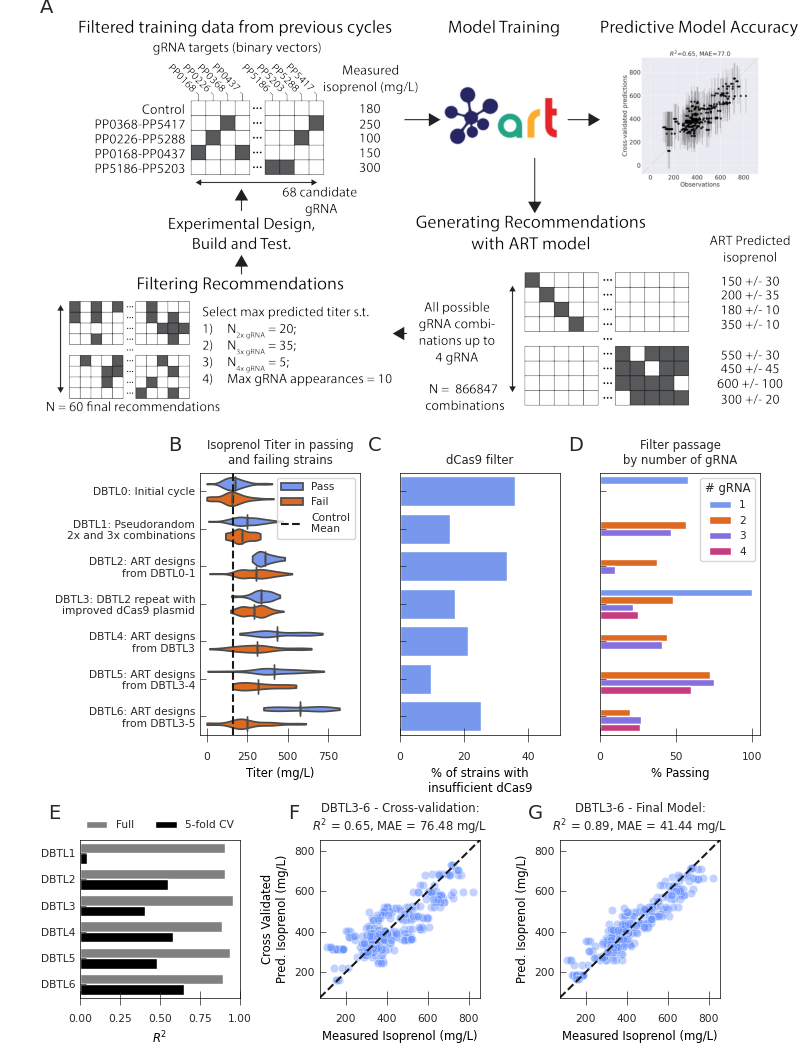 A
Filtered training data from previous cycles
Model Training
Predictive Model Accuracy
gRNA targets (binary vectors)
PP0168
PP0226
PP0368
PP0437
PP5186
PP5203
PP5288
PP5417
Measured
isoprenol (mg/L)
Control ... 180
PP0368-PP5417 250
PP0226-PP5288 100
PP0168-PP0437 ... 150
PP5186-PP5203 300
68 candidate
gRNA
art
R²=0.65, MAE=77.0
Cross-validated predictions
800
600
400
200
0
0 200 400 600 800
Observations
Experimental Design,
Build and Test.
Generating Recommendations
with ART model
ART Predicted
isoprenol
150 +/- 30
200 +/- 35
180 +/- 10
350 +/- 10
550 +/- 30
450 +/- 45
600 +/- 100
300 +/- 20
All possible
gRNA combi-
nations up to
4 gRNA
N = 866847
combinations
Filtering Recommendations
Select max predicted titer s.t.
1) N2x gRNA = 20;
2) N3x gRNA = 35;
3) N4x gRNA = 5;
4) Max gRNA appearances = 10
N = 60 final recommendations
B
Isoprenol Titer in passing
and failing strains
Pass
Fail
Control
Mean
DBTL0: Initial cycle
DBTL1: Pseudorandom
2x and 3x combinations
DBTL2: ART designs
from DBTL0-1
DBTL3: DBTL2 repeat with
improved dCas9 plasmid
DBTL4: ART designs
from DBTL3
DBTL5: ART designs
from DBTL3-4
DBTL6: ART designs
from DBTL3-5
0 250 500 750
Titer (mg/L)
C
dCas9 filter
0 20 40
% of strains with
insufficient dCas9
D
Filter passage
by number of gRNA
# gRNA
1
2
3
4
0 50 100
% Passing
E
Full 5-fold CV
DBTL1
DBTL2
DBTL3
DBTL4
DBTL5
DBTL6
0.00 0.25 0.50 0.75 1.00
R²
F
DBTL3-6 - Cross-validation:
R² = 0.65, MAE = 76.48 mg/L
Cross Validated
Pred. Isoprenol (mg/L)
800
600
400
200
200 400 600 800
Measured Isoprenol (mg/L)
G
DBTL3-6 - Final Model:
R² = 0.89, MAE = 41.44 mg/L
Pred. Isoprenol (mg/L)
800
600
400
200
200 400 600 800
Measured Isoprenol (mg/L)